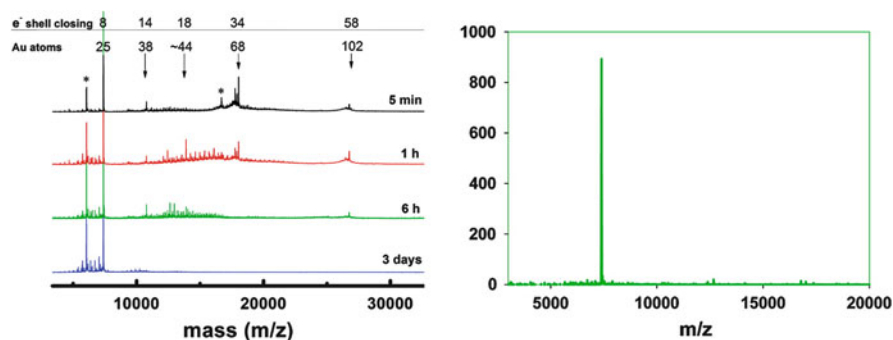 e⁻ shell closing 8 14 18 34 58
Au atoms 25 38 ~44 68 102
*
*
5 min
1 h
6 h
3 days
10000 20000 30000
mass (m/z)
1000
800
600
400
200
0
5000 10000 15000 20000
m/z